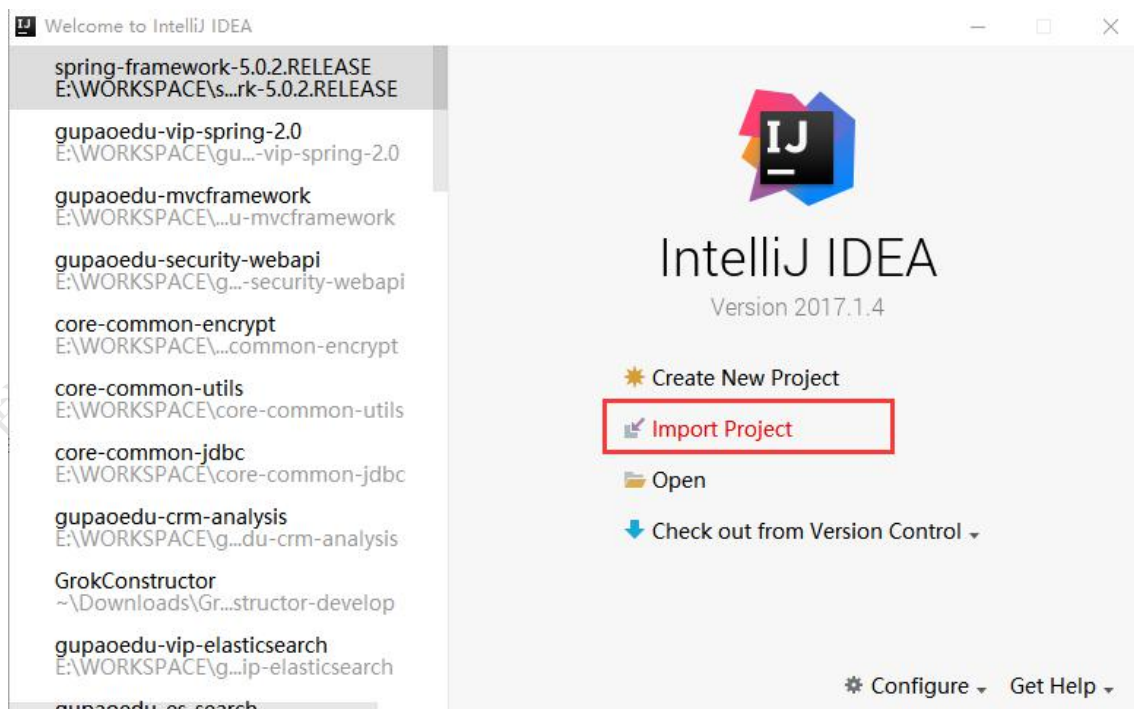 Welcome to IntelliJ IDEA
spring-framework-5.0.2.RELEASE
E:\WORKSPACE\s...rk-5.0.2.RELEASE
gupaoedu-vip-spring-2.0
E:\WORKSPACE\gu...-vip-spring-2.0
gupaoedu-mvcframework
E:\WORKSPACE\...u-mvcframework
gupaoedu-security-webapi
E:\WORKSPACE\g...-security-webapi
core-common-encrypt
E:\WORKSPACE\...common-encrypt
core-common-utils
E:\WORKSPACE\core-common-utils
core-common-jdbc
E:\WORKSPACE\core-common-jdbc
gupaoedu-crm-analysis
E:\WORKSPACE\g...du-crm-analysis
GrokConstructor
~\Downloads\Gr...structor-develop
gupaoedu-vip-elasticsearch
E:\WORKSPACE\g...ip-elasticsearch
gupaoedu-es-search
IJ
IntelliJ IDEA
Version 2017.1.4
Create New Project
Import Project
Open
Check out from Version Control
Configure
Get Help